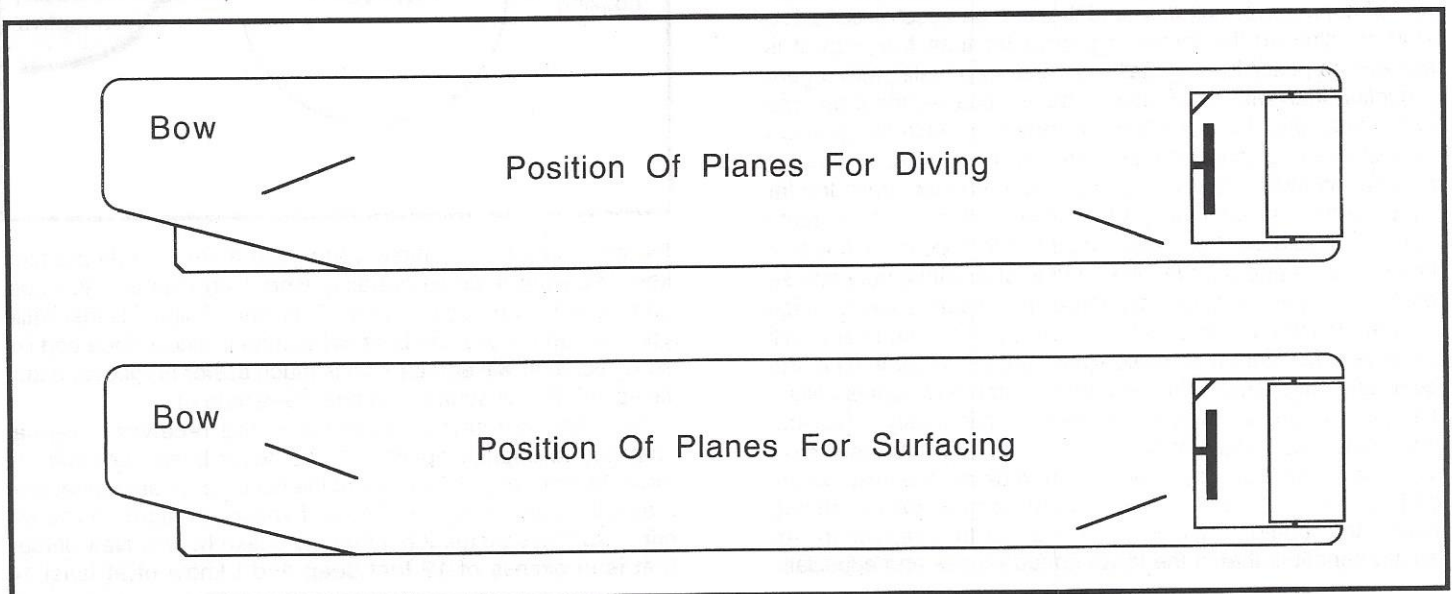 Bow
Position Of Planes For Diving
Bow
Position Of Planes For Surfacing